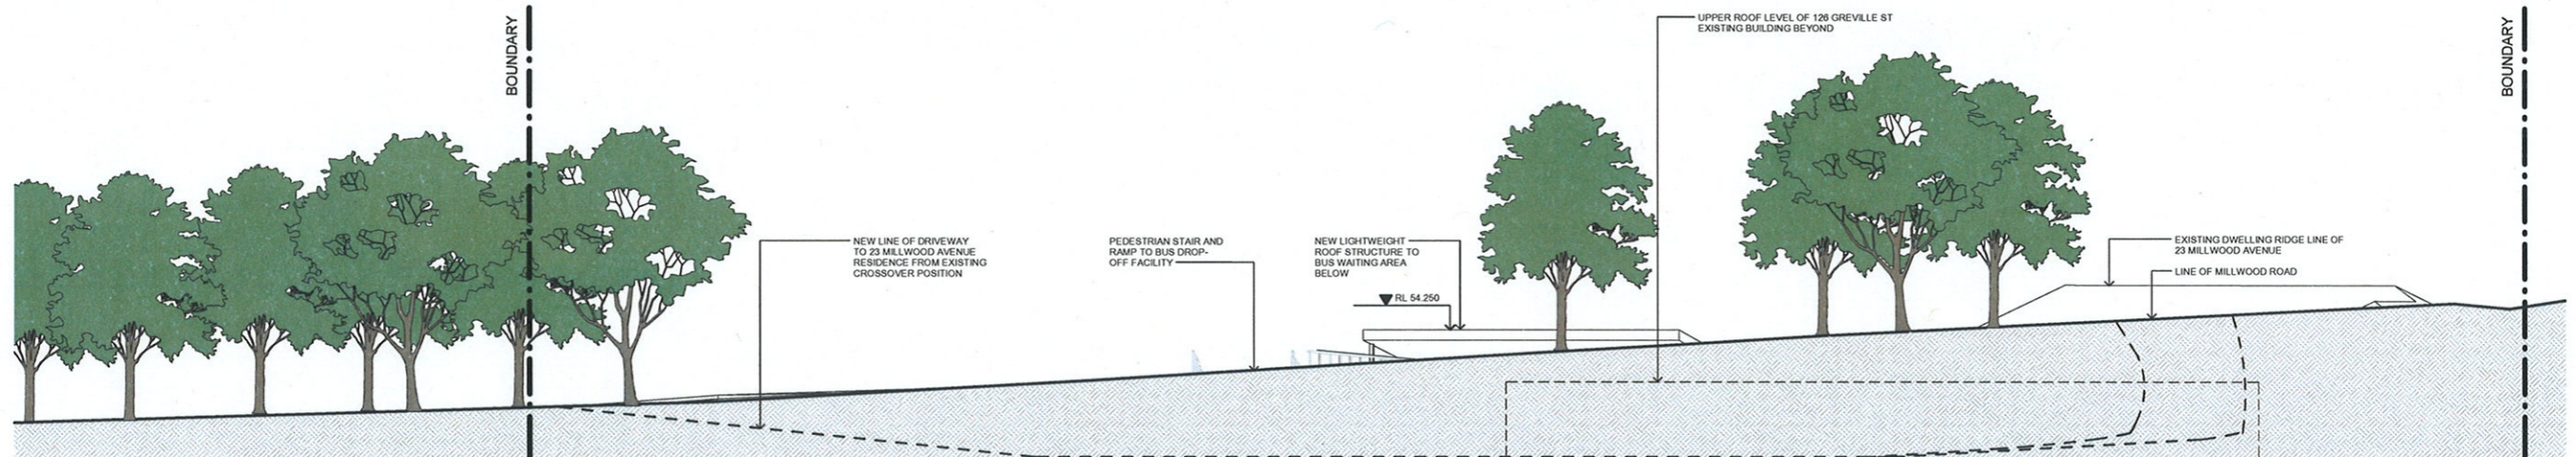 BOUNDARY
UPPER ROOF LEVEL OF 126 GREVILLE ST
EXISTING BUILDING BEYOND
BOUNDARY
NEW LINE OF DRIVEWAY
TO 23 MILLWOOD AVENUE
RESIDENCE FROM EXISTING
CROSSOVER POSITION
PEDESTRIAN STAIR AND
RAMP TO BUS DROP-
OFF FACILITY
NEW LIGHTWEIGHT
ROOF STRUCTURE TO
BUS WAITING AREA
BELOW
RL 54.250
EXISTING DWELLING RIDGE LINE OF
23 MILLWOOD AVENUE
LINE OF MILLWOOD ROAD